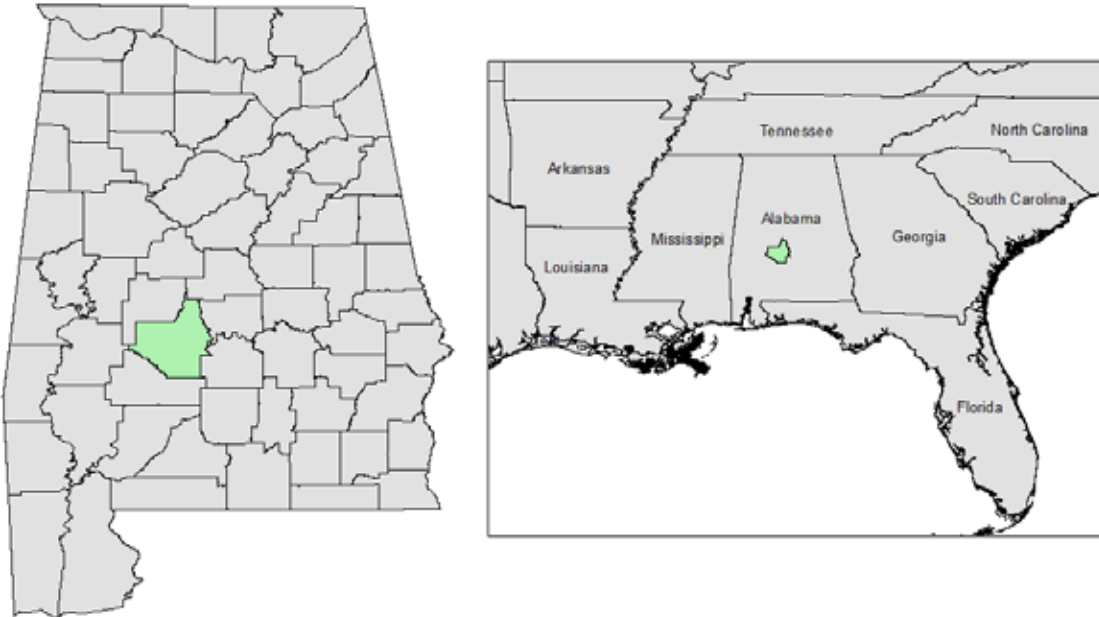 Tennessee
North Carolina
Arkansas
South Carolina
Alabama
Mississippi
Georgia
Louisiana
Florida